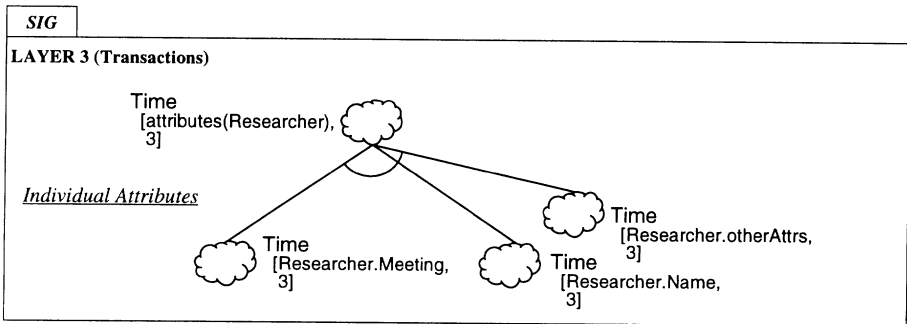 SIG
LAYER 3 (Transactions)
Time
[attributes(Researcher),
3]
Individual Attributes
Time
[Researcher.otherAttrs,
3]
Time
[Researcher.Meeting,
3]
Time
[Researcher.Name,
3]